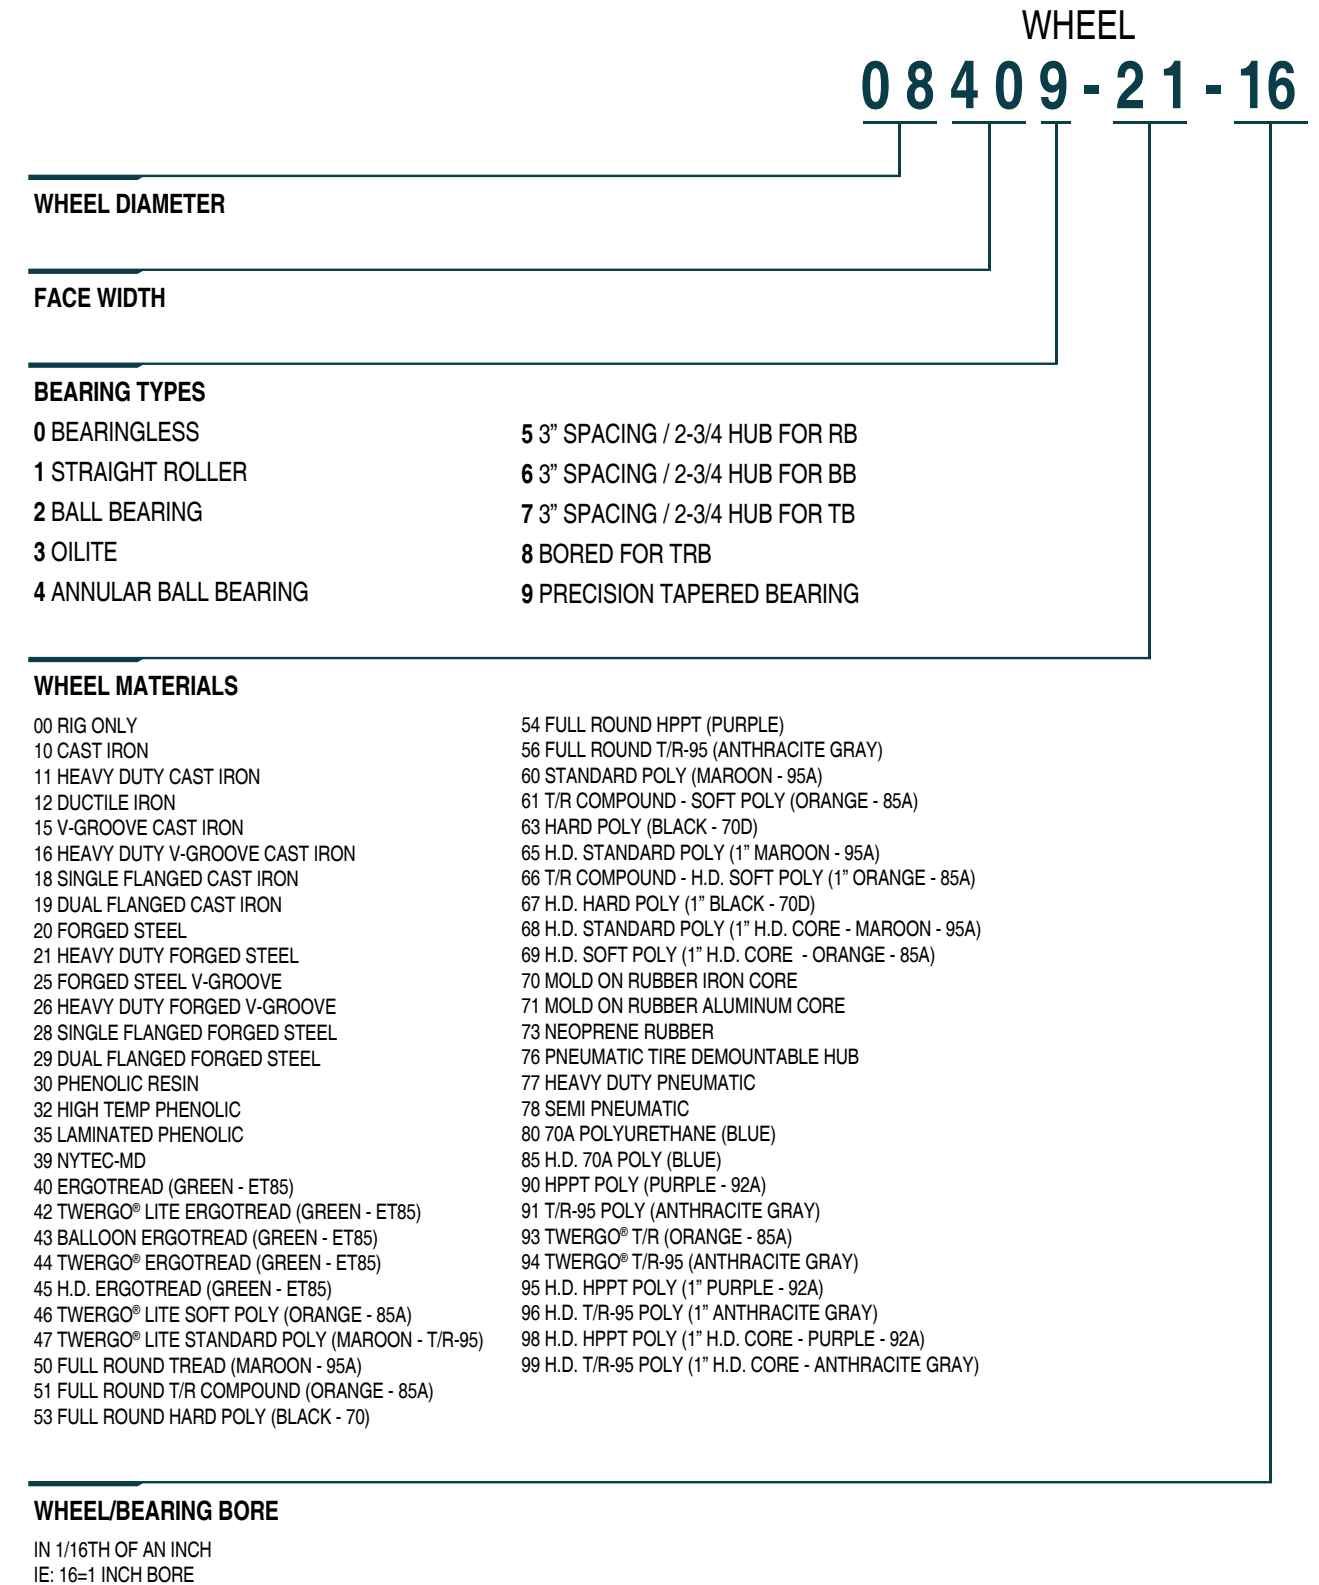 WHEEL
08409-21-16
WHEEL DIAMETER
FACE WIDTH
BEARING TYPES
0 BEARINGLESS
1 STRAIGHT ROLLER
2 BALL BEARING
3 OILITE
4 ANNULAR BALL BEARING
5 3” SPACING / 2-3/4 HUB FOR RB
6 3” SPACING / 2-3/4 HUB FOR BB
7 3” SPACING / 2-3/4 HUB FOR TB
8 BORED FOR TRB
9 PRECISION TAPERED BEARING
WHEEL MATERIALS
00 RIG ONLY
10 CAST IRON
11 HEAVY DUTY CAST IRON
12 DUCTILE IRON
15 V-GROOVE CAST IRON
16 HEAVY DUTY V-GROOVE CAST IRON
18 SINGLE FLANGED CAST IRON
19 DUAL FLANGED CAST IRON
20 FORGED STEEL
21 HEAVY DUTY FORGED STEEL
25 FORGED STEEL V-GROOVE
26 HEAVY DUTY FORGED V-GROOVE
28 SINGLE FLANGED FORGED STEEL
29 DUAL FLANGED FORGED STEEL
30 PHENOLIC RESIN
32 HIGH TEMP PHENOLIC
35 LAMINATED PHENOLIC
39 NYTEC-MD
40 ERGOTREAD (GREEN - ET85)
42 TWERGO® LITE ERGOTREAD (GREEN - ET85)
43 BALLOON ERGOTREAD (GREEN - ET85)
44 TWERGO® ERGOTREAD (GREEN - ET85)
45 H.D. ERGOTREAD (GREEN - ET85)
46 TWERGO® LITE SOFT POLY (ORANGE - 85A)
47 TWERGO® LITE STANDARD POLY (MAROON - T/R-95)
50 FULL ROUND TREAD (MAROON - 95A)
51 FULL ROUND T/R COMPOUND (ORANGE - 85A)
53 FULL ROUND HARD POLY (BLACK - 70)
54 FULL ROUND HPPT (PURPLE)
56 FULL ROUND T/R-95 (ANTHRACITE GRAY)
60 STANDARD POLY (MAROON - 95A)
61 T/R COMPOUND - SOFT POLY (ORANGE - 85A)
63 HARD POLY (BLACK - 70D)
65 H.D. STANDARD POLY (1” MAROON - 95A)
66 T/R COMPOUND - H.D. SOFT POLY (1” ORANGE - 85A)
67 H.D. HARD POLY (1” BLACK - 70D)
68 H.D. STANDARD POLY (1” H.D. CORE - MAROON - 95A)
69 H.D. SOFT POLY (1” H.D. CORE - ORANGE - 85A)
70 MOLD ON RUBBER IRON CORE
71 MOLD ON RUBBER ALUMINUM CORE
73 NEOPRENE RUBBER
76 PNEUMATIC TIRE DEMOUNTABLE HUB
77 HEAVY DUTY PNEUMATIC
78 SEMI PNEUMATIC
80 70A POLYURETHANE (BLUE)
85 H.D. 70A POLY (BLUE)
90 HPPT POLY (PURPLE - 92A)
91 T/R-95 POLY (ANTHRACITE GRAY)
93 TWERGO® T/R (ORANGE - 85A)
94 TWERGO® T/R-95 (ANTHRACITE GRAY)
95 H.D. HPPT POLY (1” PURPLE - 92A)
96 H.D. T/R-95 POLY (1” ANTHRACITE GRAY)
98 H.D. HPPT POLY (1” H.D. CORE - PURPLE - 92A)
99 H.D. T/R-95 POLY (1” H.D. CORE - ANTHRACITE GRAY)
WHEEL/BEARING BORE
IN 1/16TH OF AN INCH
IE: 16=1 INCH BORE